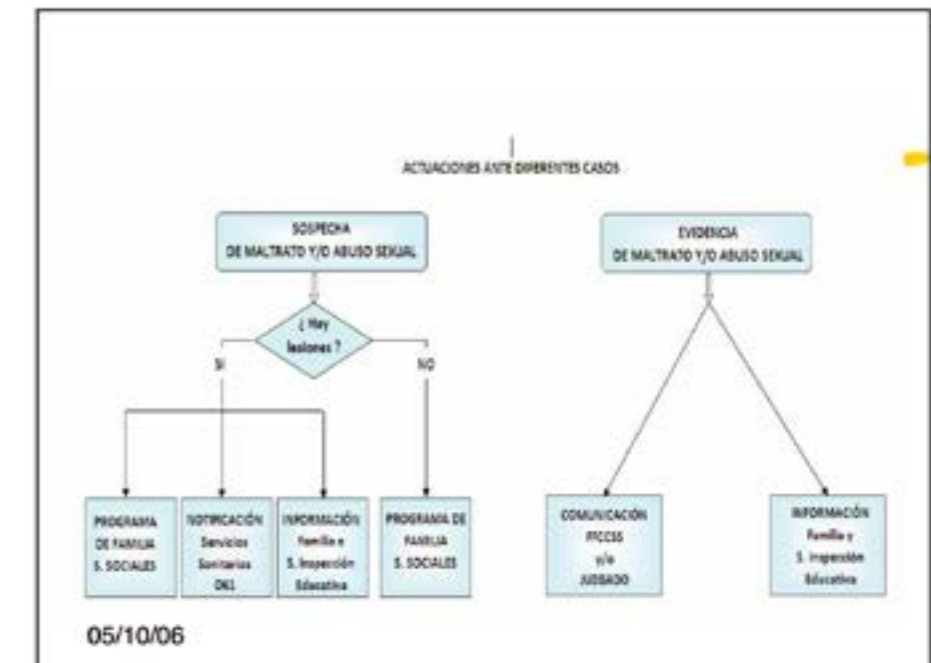 ACTUACIONES ANTE DIFERENTES CASOS
SOSPECHA
DE MALTRATO Y/O ABUSO SEXUAL
EVIDENCIA
DE MALTRATO Y/O ABUSO SEXUAL
¿ Hay
lesiones ?
SI
NO
PROGRAMA
DE FAMILIA
S. SOCIALES
NOTIFICACIÓN
Servicios
Sanitarios
INFORMACIÓN
Familia e
S. Inspección
Educativa
PROGRAMA DE
FAMILIA
S. SOCIALES
COMUNICACIÓN
FFCCSS
y/o
JUZGADO
INFORMACIÓN
Familia y
S. Inspección
Educativa
05/10/06